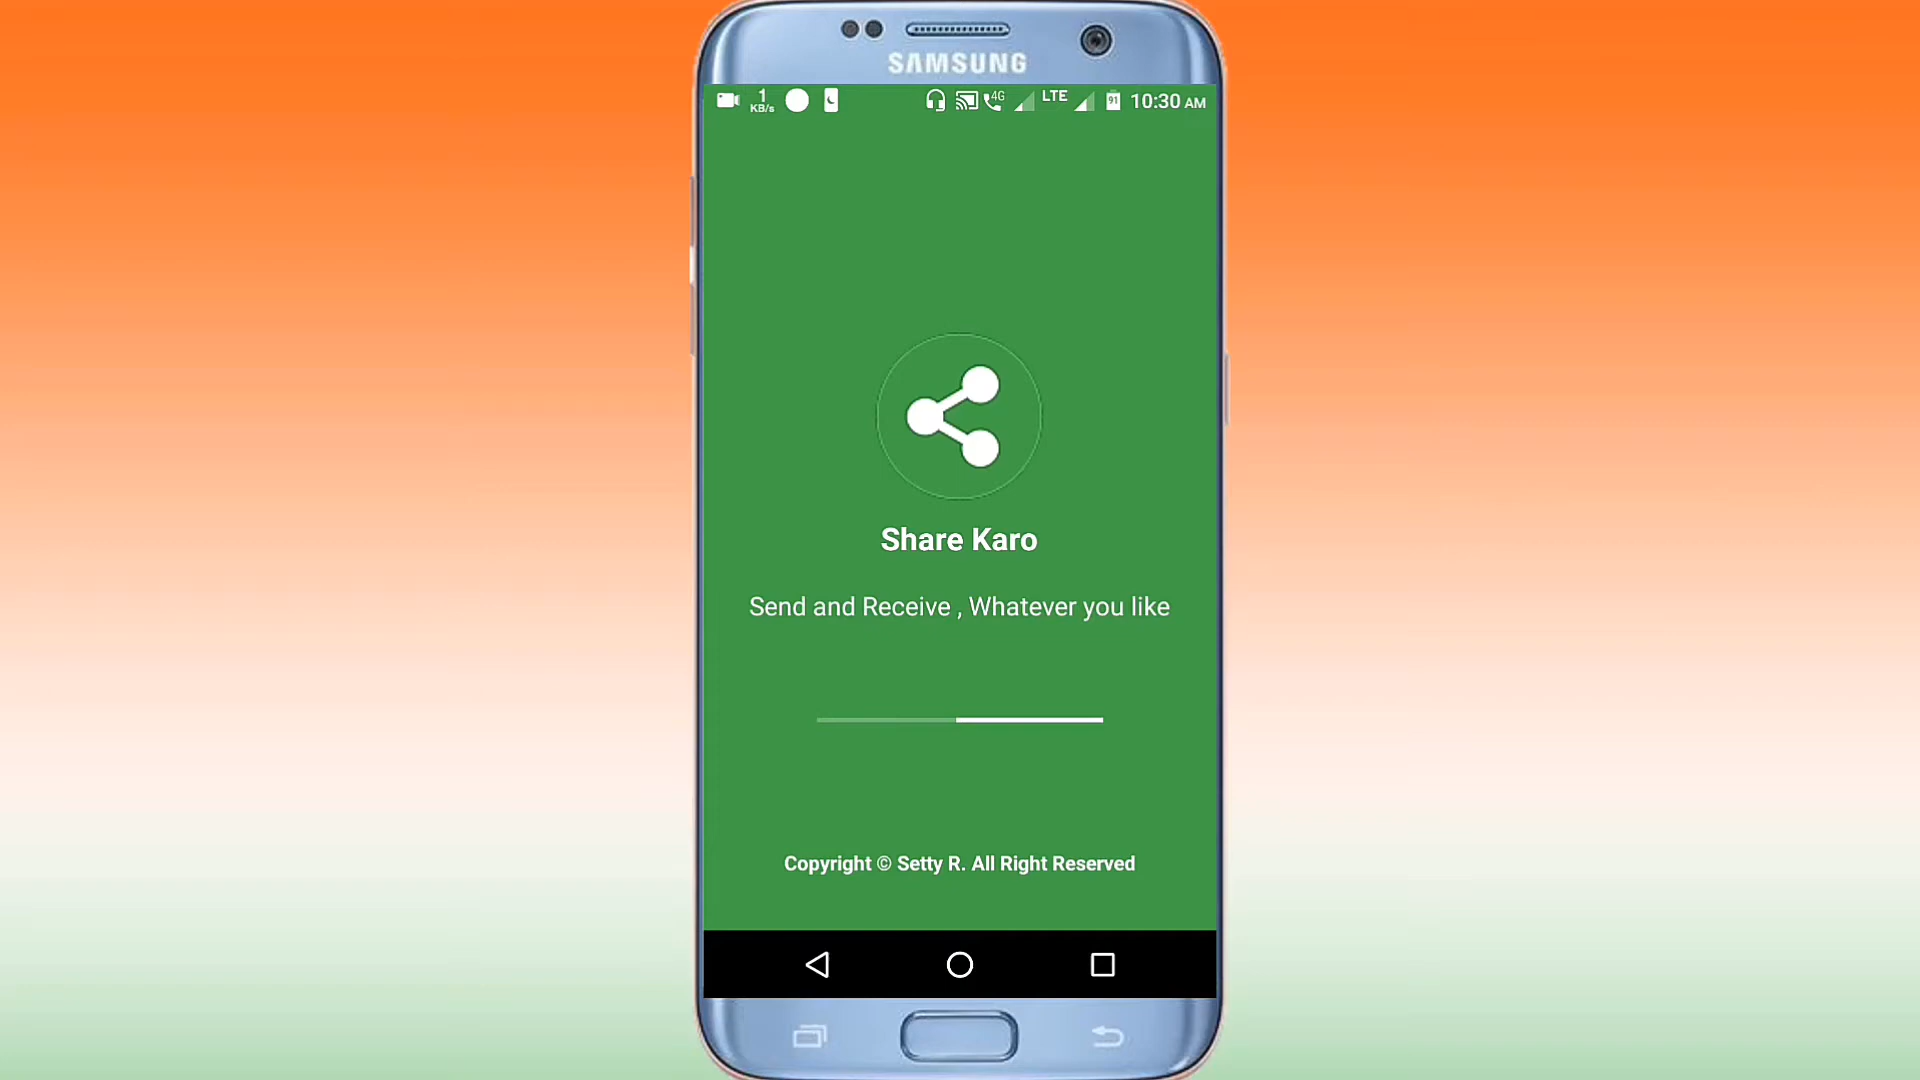 SAMSUNG
1 KB/s 4G LTE 91 10:30 AM
Share Karo
Send and Receive , Whatever you like
Copyright © Setty R. All Right Reserved